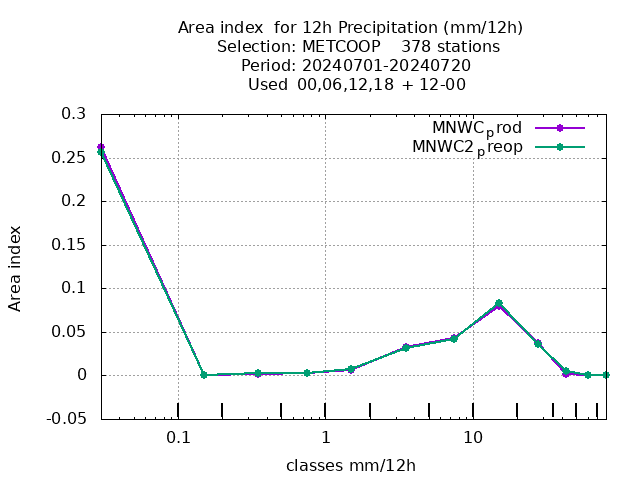 Area index  for 12h Precipitation (mm/12h)
Selection: METCOOP    378 stations
Period: 20240701-20240720
Used  00,06,12,18  + 12-00
MNWCprod
MNWC2preop
0.3
0.25
0.2
0.15
0.1
0.05
0
-0.05
Area index
0.1
1
10
classes mm/12h